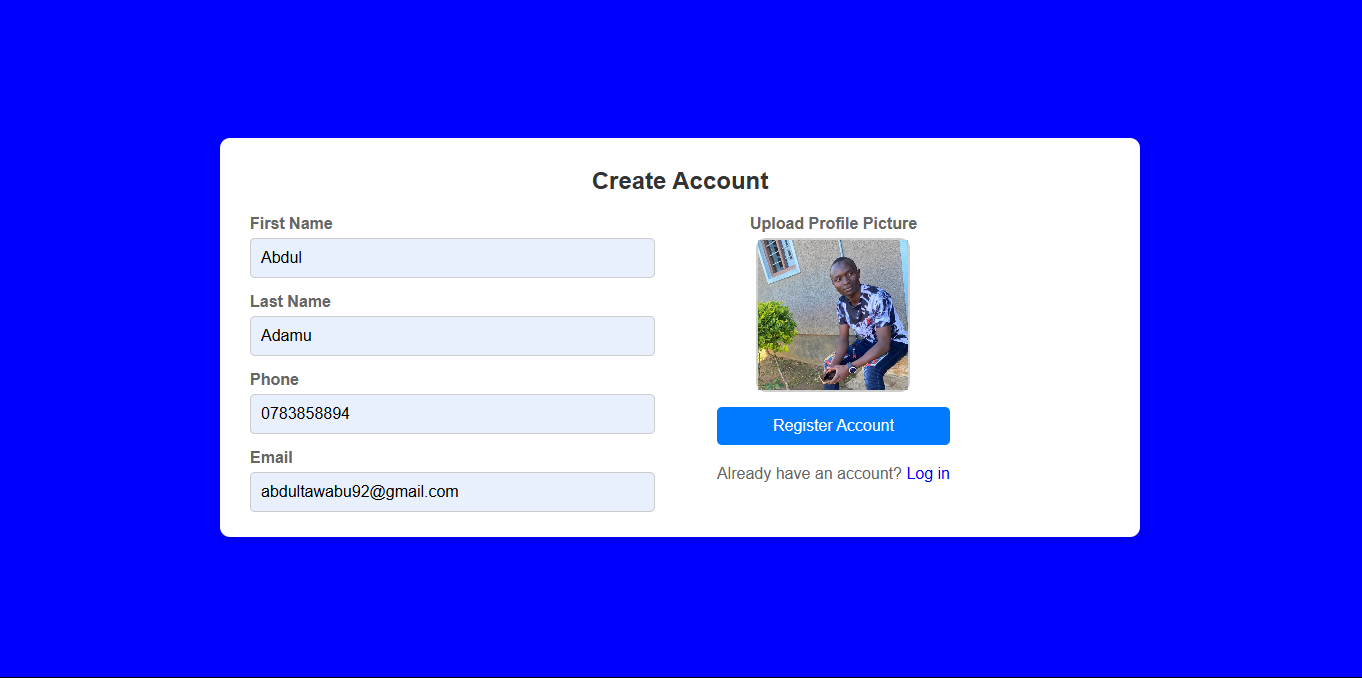 Create Account
First Name
Abdul
Last Name
Adamu
Phone
0783858894
Email
abdultawabu92@gmail.com
Upload Profile Picture
Register Account
Already have an account? Log in